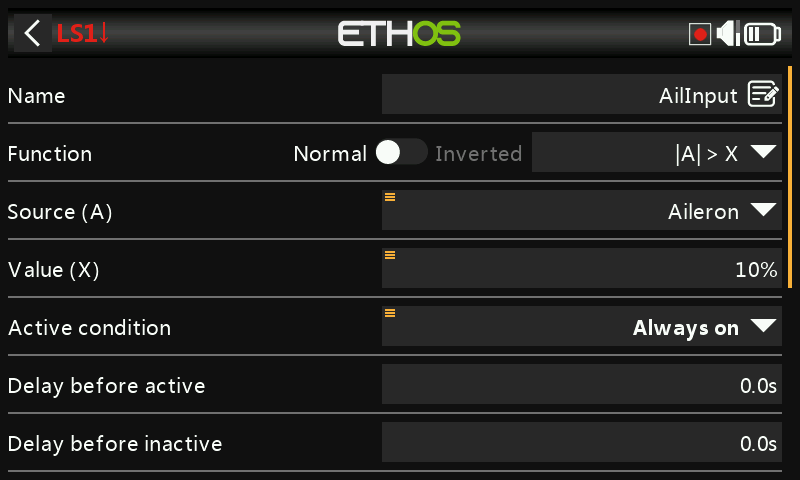 LS1↓ ETHOS
Name AilInput
Function Normal Inverted |A| > X
Source (A) Aileron
Value (X) 10%
Active condition Always on
Delay before active 0.0s
Delay before inactive 0.0s